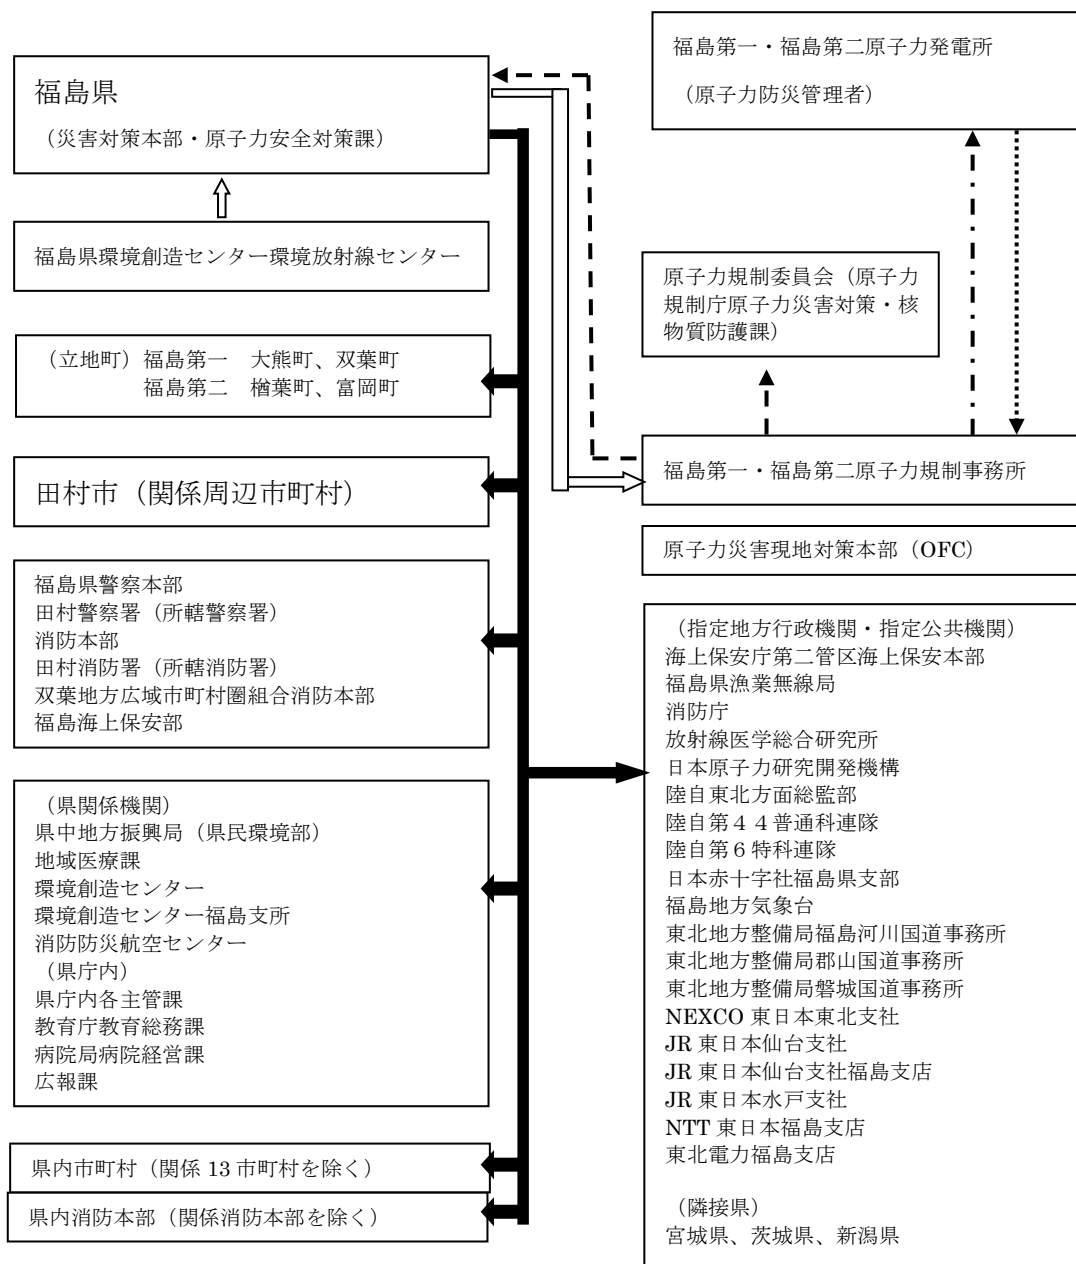 福島県
（災害対策本部・原子力安全対策課）
福島県環境創造センター環境放射線センター
（立地町）福島第一　大熊町、双葉町
福島第二　楢葉町、富岡町
田村市（関係周辺市町村）
福島県警察本部
田村警察署（所轄警察署）
消防本部
田村消防署（所轄消防署）
双葉地方広域市町村圏組合消防本部
福島海上保安部
（県関係機関）
県中地方振興局（県民環境部）
地域医療課
環境創造センター
環境創造センター福島支所
消防防災航空センター
（県庁内）
県庁内各主管課
教育庁教育総務課
病院局病院経営課
広報課
県内市町村（関係 13 市町村を除く）
県内消防本部（関係消防本部を除く）
福島第一・福島第二原子力発電所
（原子力防災管理者）
原子力規制委員会（原子力
規制庁原子力災害対策・核
物質防護課）
福島第一・福島第二原子力規制事務所
原子力災害現地対策本部（OFC）
（指定地方行政機関・指定公共機関）
海上保安庁第二管区海上保安本部
福島県漁業無線局
消防庁
放射線医学総合研究所
日本原子力研究開発機構
陸自東北方面総監部
陸自第４４普通科連隊
陸自第６特科連隊
日本赤十字社福島県支部
福島地方気象台
東北地方整備局福島河川国道事務所
東北地方整備局郡山国道事務所
東北地方整備局磐城国道事務所
NEXCO 東日本東北支社
JR 東日本仙台支社
JR 東日本仙台支社福島支店
JR 東日本水戸支社
NTT 東日本福島支店
東北電力福島支店
（隣接県）
宮城県、茨城県、新潟県